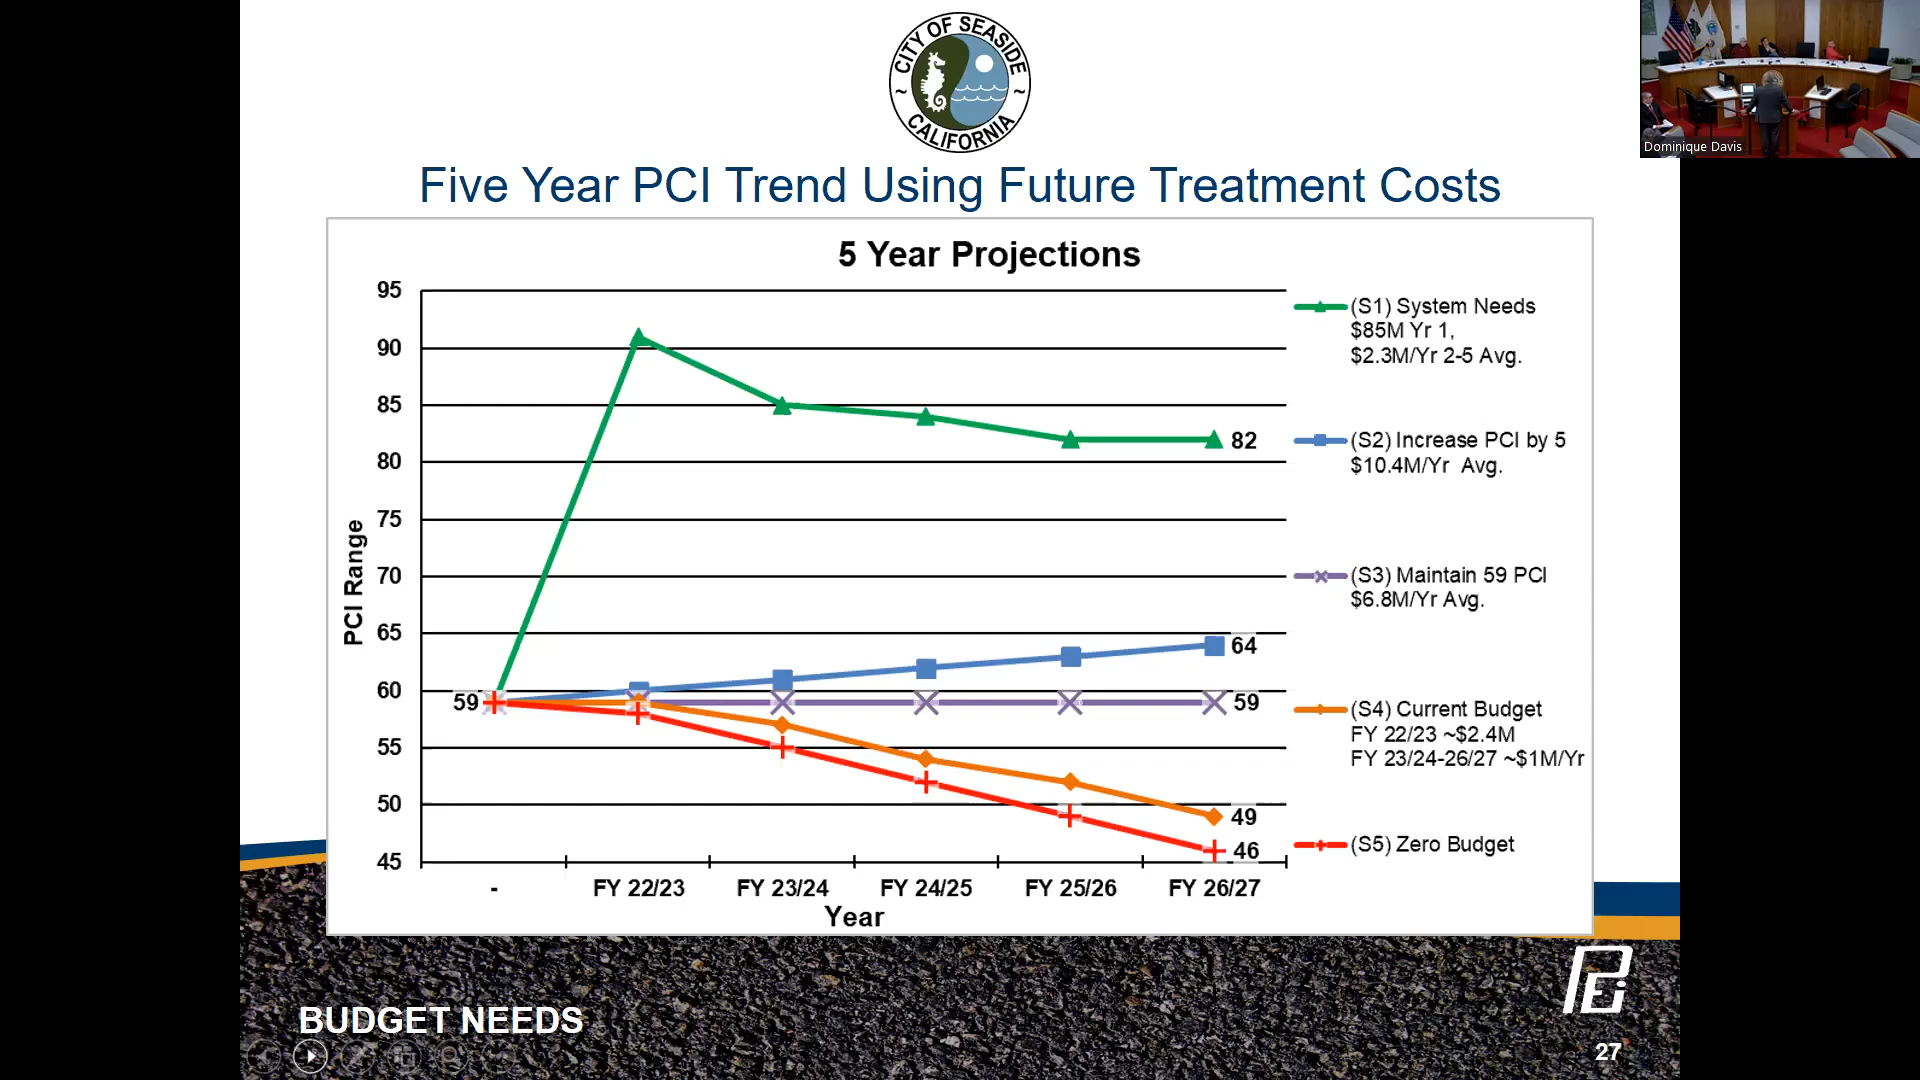 CITY OF SEASIDE
~ ~
CALIFORNIA
Dominique Davis
Five Year PCI Trend Using Future Treatment Costs
5 Year Projections
PCI Range
95
90
85
80
75
70
65
60
55
50
45
59
82
64
59
49
46
- FY 22/23 FY 23/24 FY 24/25 FY 25/26 FY 26/27
Year
(S1) System Needs
$85M Yr 1,
$2.3M/Yr 2-5 Avg.
(S2) Increase PCI by 5
$10.4M/Yr Avg.
(S3) Maintain 59 PCI
$6.8M/Yr Avg.
(S4) Current Budget
FY 22/23 ~$2.4M
FY 23/24-26/27 ~$1M/Yr
(S5) Zero Budget
BUDGET NEEDS
PEi
27